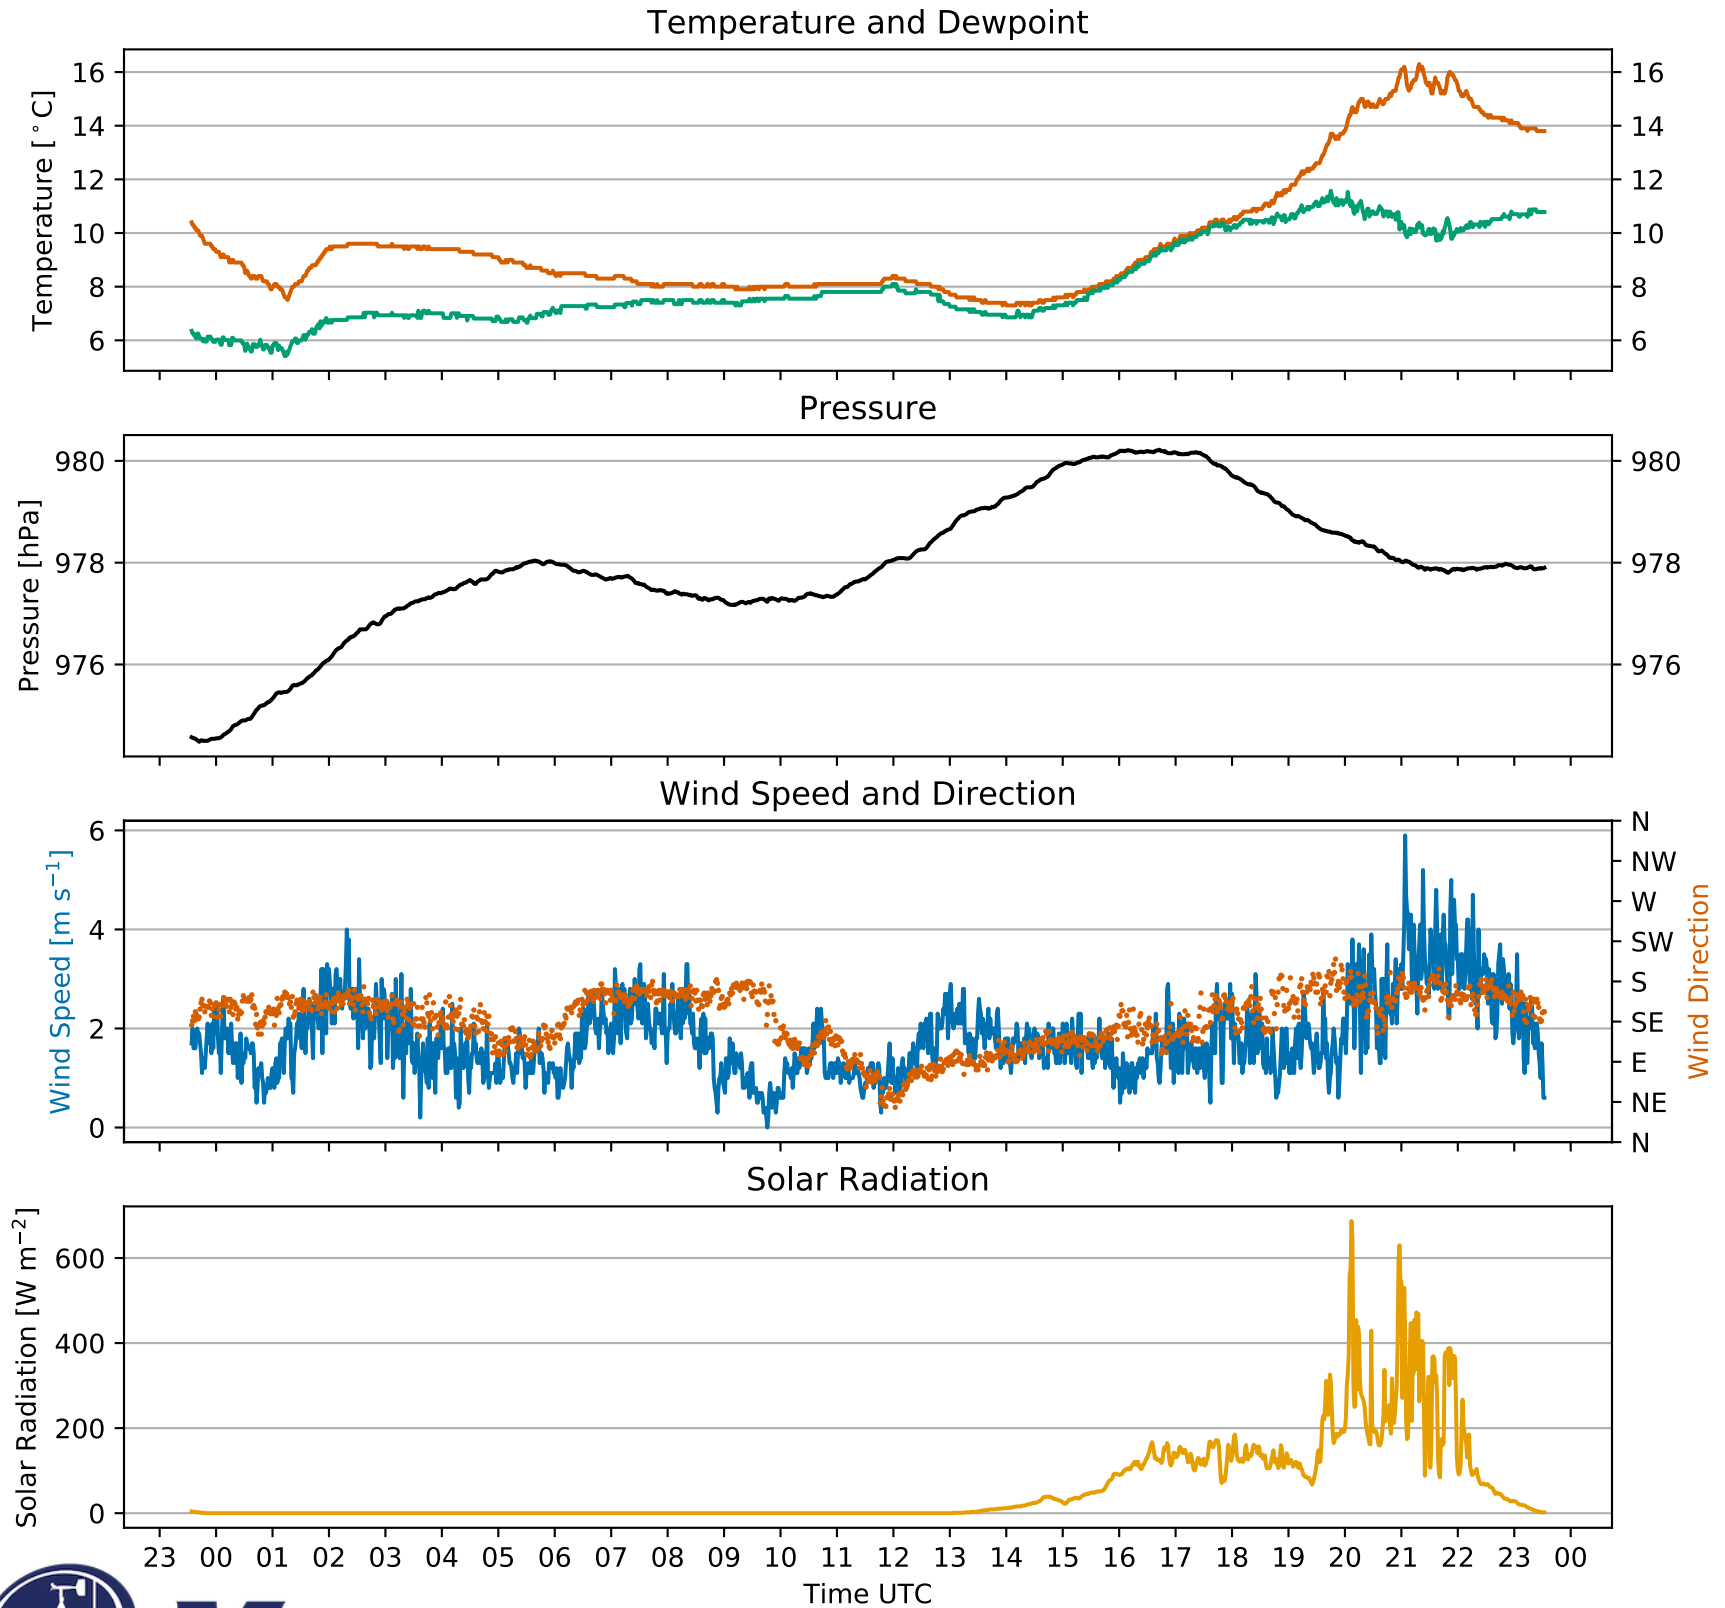 Temperature and Dewpoint
Temperature [°C]
16 16
14 14
12 12
10 10
8 8
6 6
Pressure
Pressure [hPa]
980 980
978 978
976 976
Wind Speed and Direction
Wind Speed [m s⁻¹]
6
4
2
0
N
NW
W
SW
S
SE
E
NE
N
Wind Direction
Solar Radiation
Solar Radiation [W m⁻²]
600
400
200
0
23 00 01 02 03 04 05 06 07 08 09 10 11 12 13 14 15 16 17 18 19 20 21 22 23 00
Time UTC